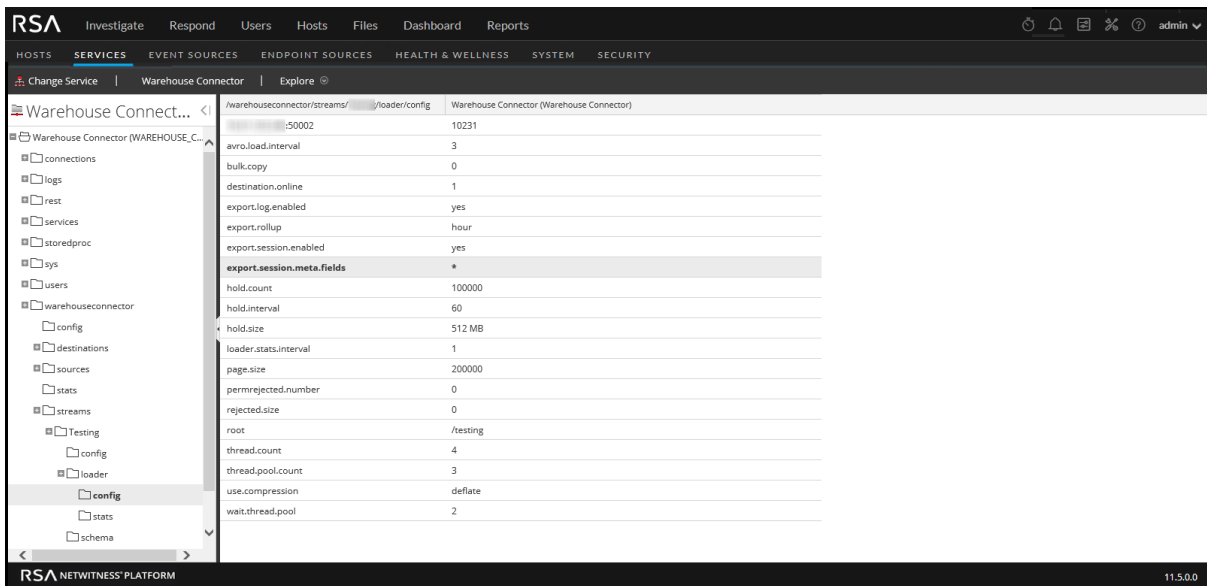 RSA Investigate Respond Users Hosts Files Dashboard Reports admin
HOSTS SERVICES EVENT SOURCES ENDPOINT SOURCES HEALTH & WELLNESS SYSTEM SECURITY
Change Service | Warehouse Connector | Explore
Warehouse Connect...
Warehouse Connector (WAREHOUSE_C...
connections
logs
rest
services
storedproc
sys
users
warehouseconnector
config
destinations
sources
stats
streams
Testing
config
loader
config
stats
schema
/warehouseconnector/streams/ /loader/config Warehouse Connector (Warehouse Connector)
:50002 10231
avro.load.interval 3
bulk.copy 0
destination.online 1
export.log.enabled yes
export.rollup hour
export.session.enabled yes
export.session.meta.fields *
hold.count 100000
hold.interval 60
hold.size 512 MB
loader.stats.interval 1
page.size 200000
permrejected.number 0
rejected.size 0
root /testing
thread.count 4
thread.pool.count 3
use.compression deflate
wait.thread.pool 2
RSA NETWITNESS® PLATFORM 11.5.0.0